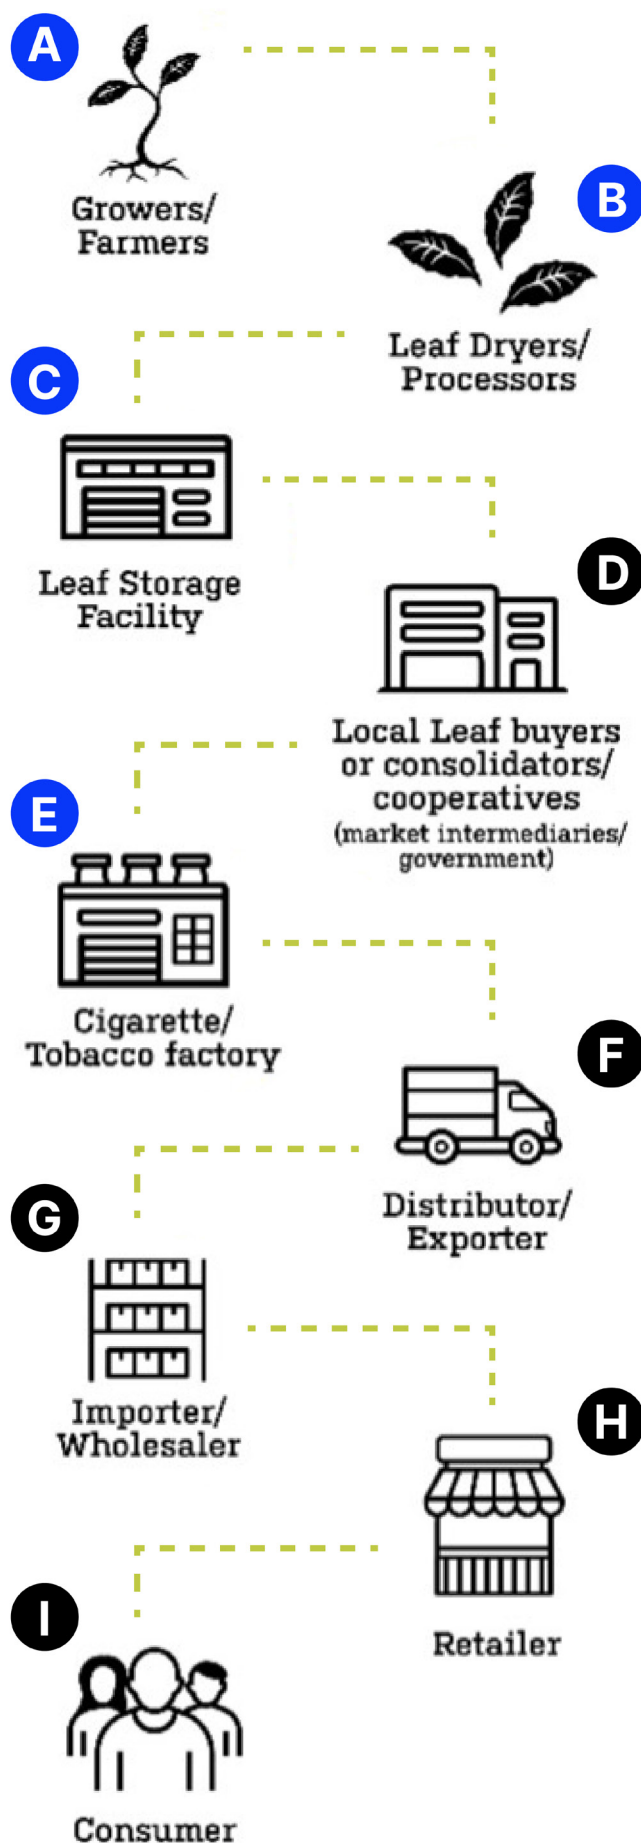 A
Growers/
Farmers
B
Leaf Dryers/
Processors
C
Leaf Storage
Facility
D
Local Leaf buyers
or consolidators/
cooperatives
(market intermediaries/
government)
E
Cigarette/
Tobacco factory
F
Distributor/
Exporter
G
Importer/
Wholesaler
H
Retailer
I
Consumer